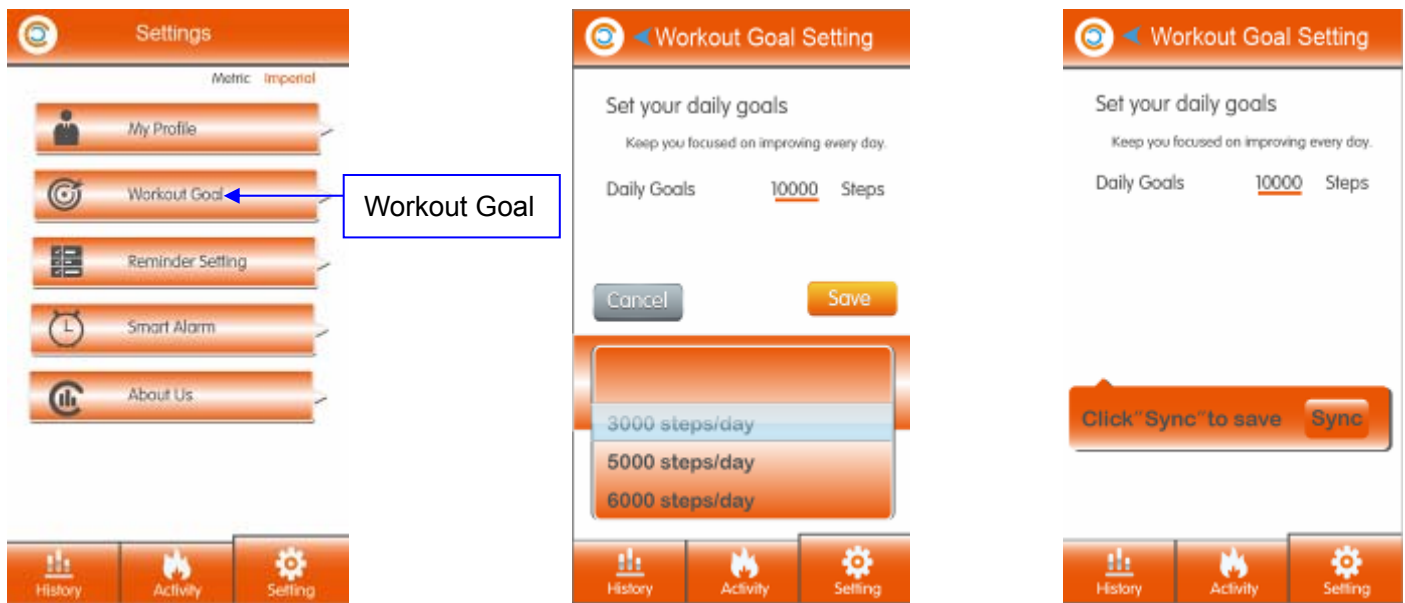 Settings
Metric Imperial
My Profile
Workout Goal
Reminder Setting
Smart Alarm
About Us
History Activity Setting
Workout Goal
Workout Goal Setting
Set your daily goals
Keep you focused on improving every day.
Daily Goals 10000 Steps
Cancel Save
3000 steps/day
5000 steps/day
6000 steps/day
History Activity Setting
Workout Goal Setting
Set your daily goals
Keep you focused on improving every day.
Daily Goals 10000 Steps
Click"Sync"to save Sync
History Activity Setting